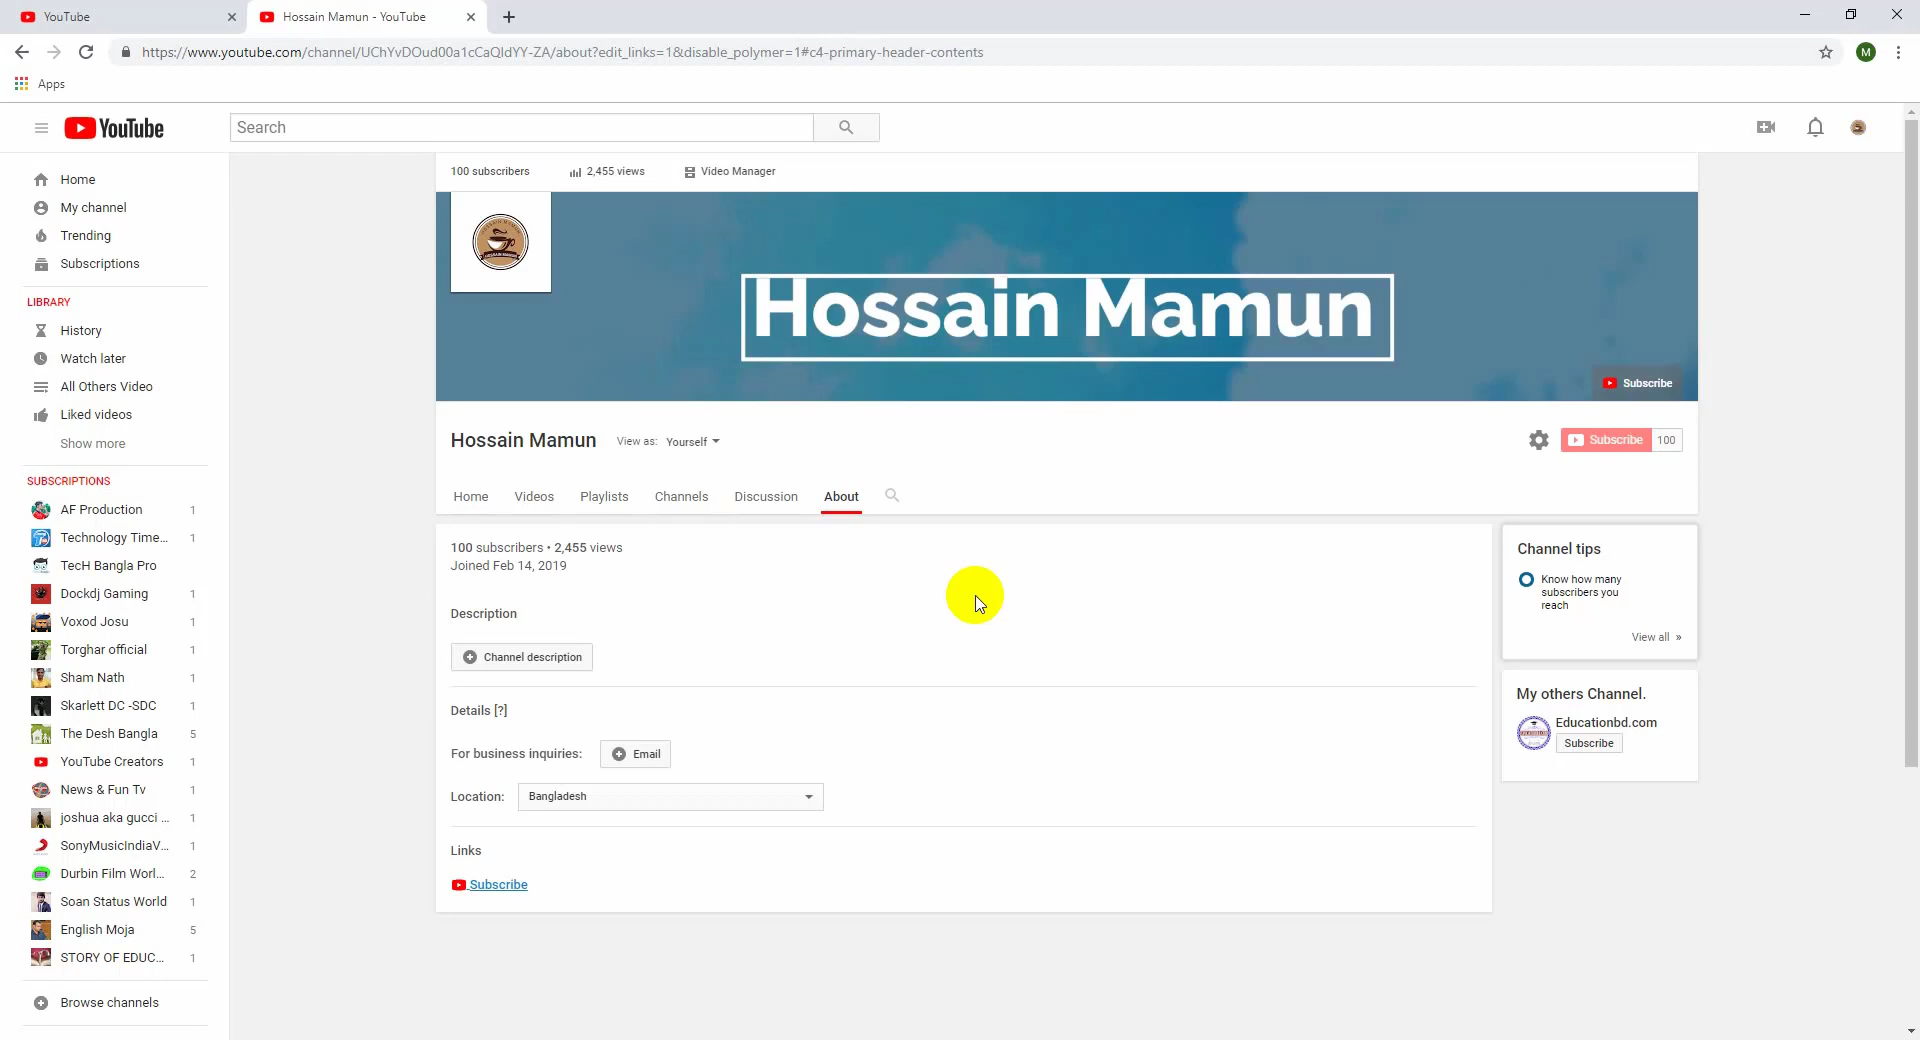 YouTube
Hossain Mamun - YouTube
https://www.youtube.com/channel/UChYvDOud00a1cCaQIdYY-ZA/about?edit_links=1&disable_polymer=1#c4-primary-header-contents
M
Apps
YouTube
Search
100 subscribers
2,455 views
Video Manager
Home
My channel
Trending
Subscriptions
LIBRARY
History
Watch later
All Others Video
Liked videos
Show more
SUBSCRIPTIONS
AF Production 1
Technology Time... 1
TecH Bangla Pro
Dockdj Gaming 1
Voxod Josu 1
Torghar official 1
Sham Nath 1
Skarlett DC -SDC 1
The Desh Bangla 5
YouTube Creators 1
News & Fun Tv 1
joshua aka gucci ... 1
SonyMusicIndiaV... 1
Durbin Film Worl... 2
Soan Status World 1
English Moja 5
STORY OF EDUC... 1
Browse channels
Hossain Mamun
Subscribe
Hossain Mamun
View as: Yourself
Subscribe 100
Home
Videos
Playlists
Channels
Discussion
About
100 subscribers • 2,455 views
Joined Feb 14, 2019
Description
Channel description
Details [?]
For business inquiries: Email
Location: Bangladesh
Links
Subscribe
Channel tips
Know how many
subscribers you
reach
View all »
My others Channel.
Educationbd.com
Subscribe